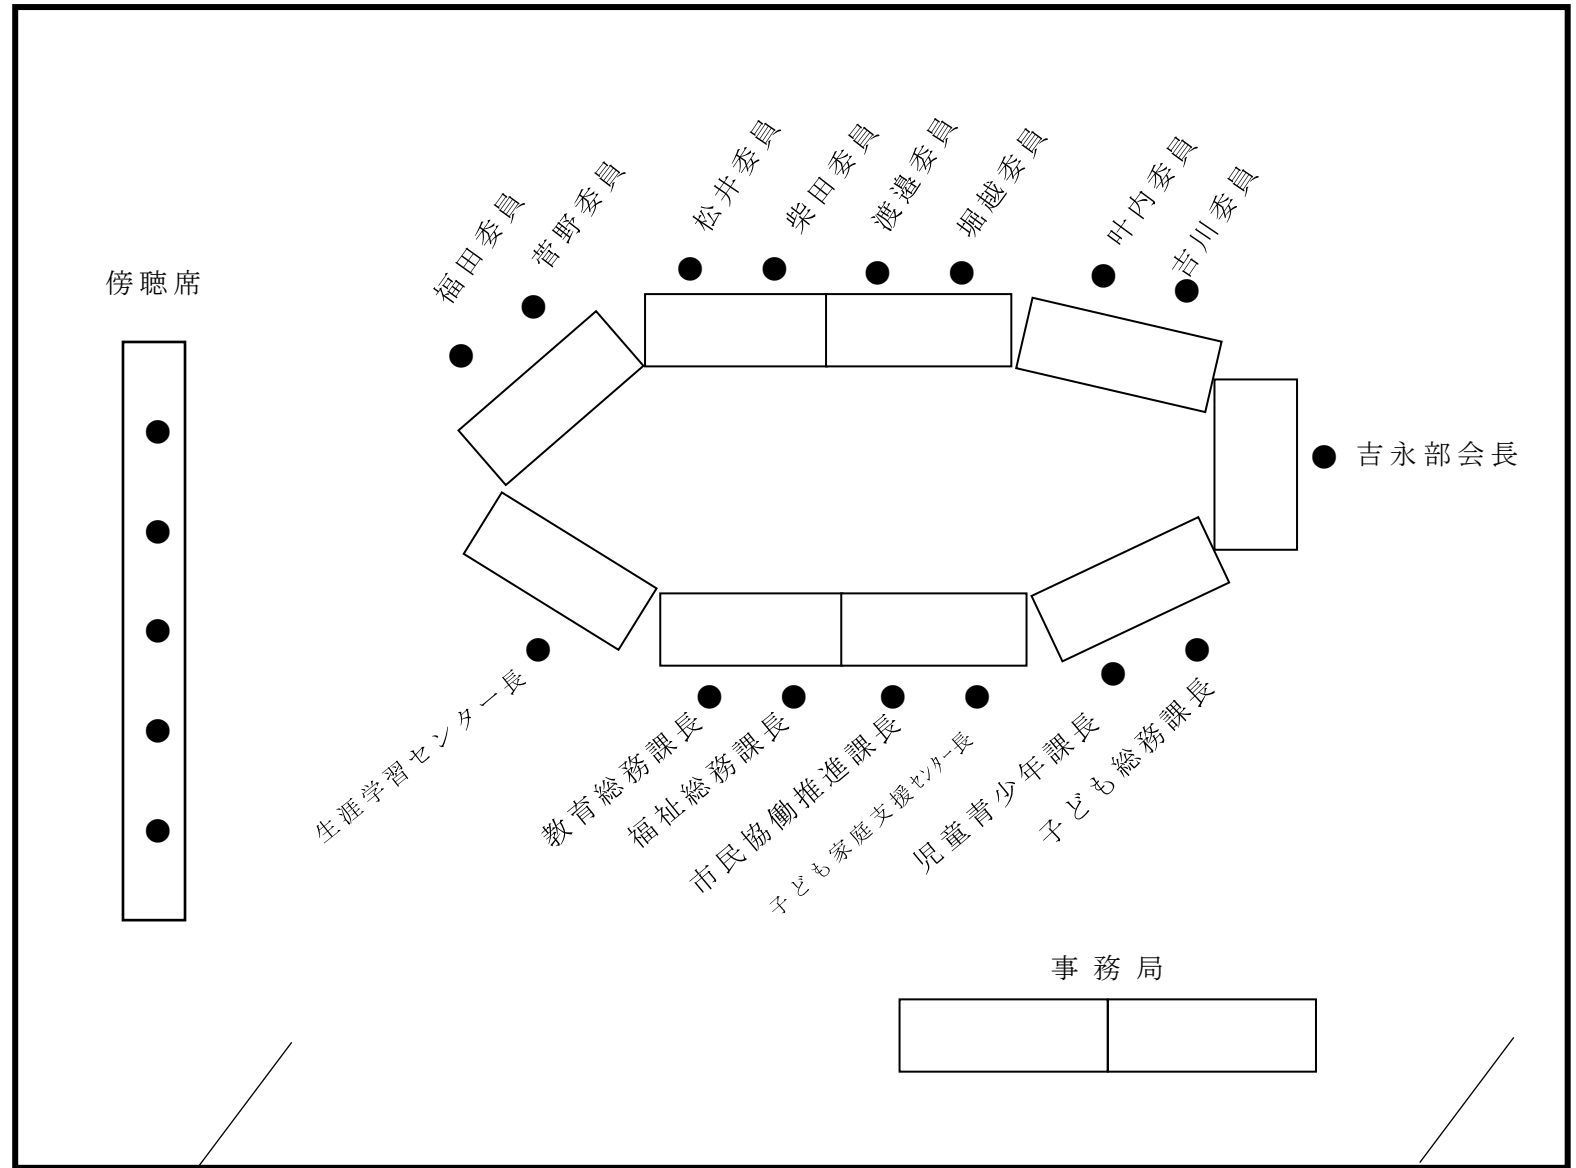 福田委員
菅野委員
松井委員
柴田委員
渡邉委員
堀越委員
叶内委員
吉川委員
傍聴席
吉永部会長
生涯学習センター長
教育総務課長
福祉総務課長
市民協働推進課長
子ども家庭支援ｾﾝﾀｰ長
児童青少年課長
子ども総務課長
事務局